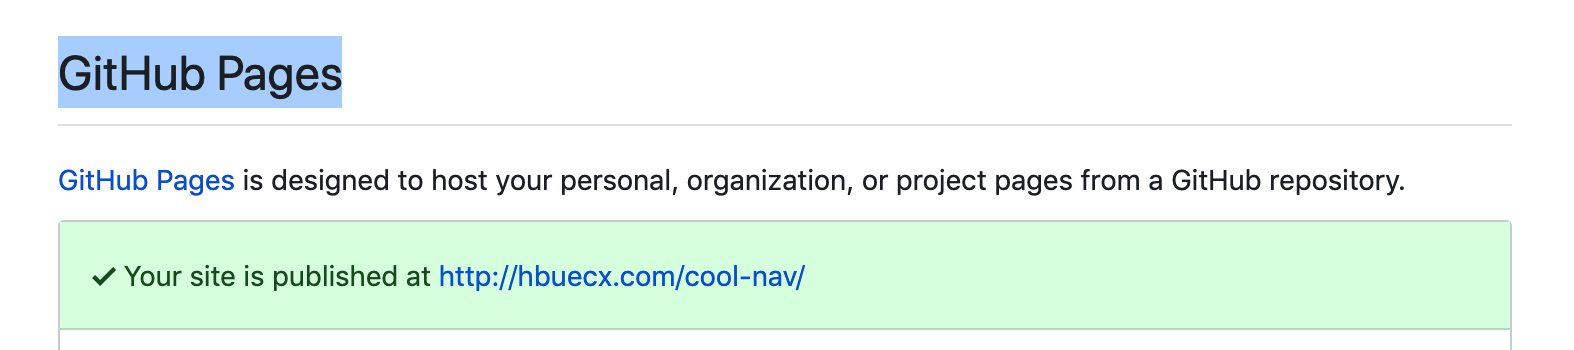 GitHub Pages
GitHub Pages is designed to host your personal, organization, or project pages from a GitHub repository.
✓ Your site is published at http://hbuecx.com/cool-nav/